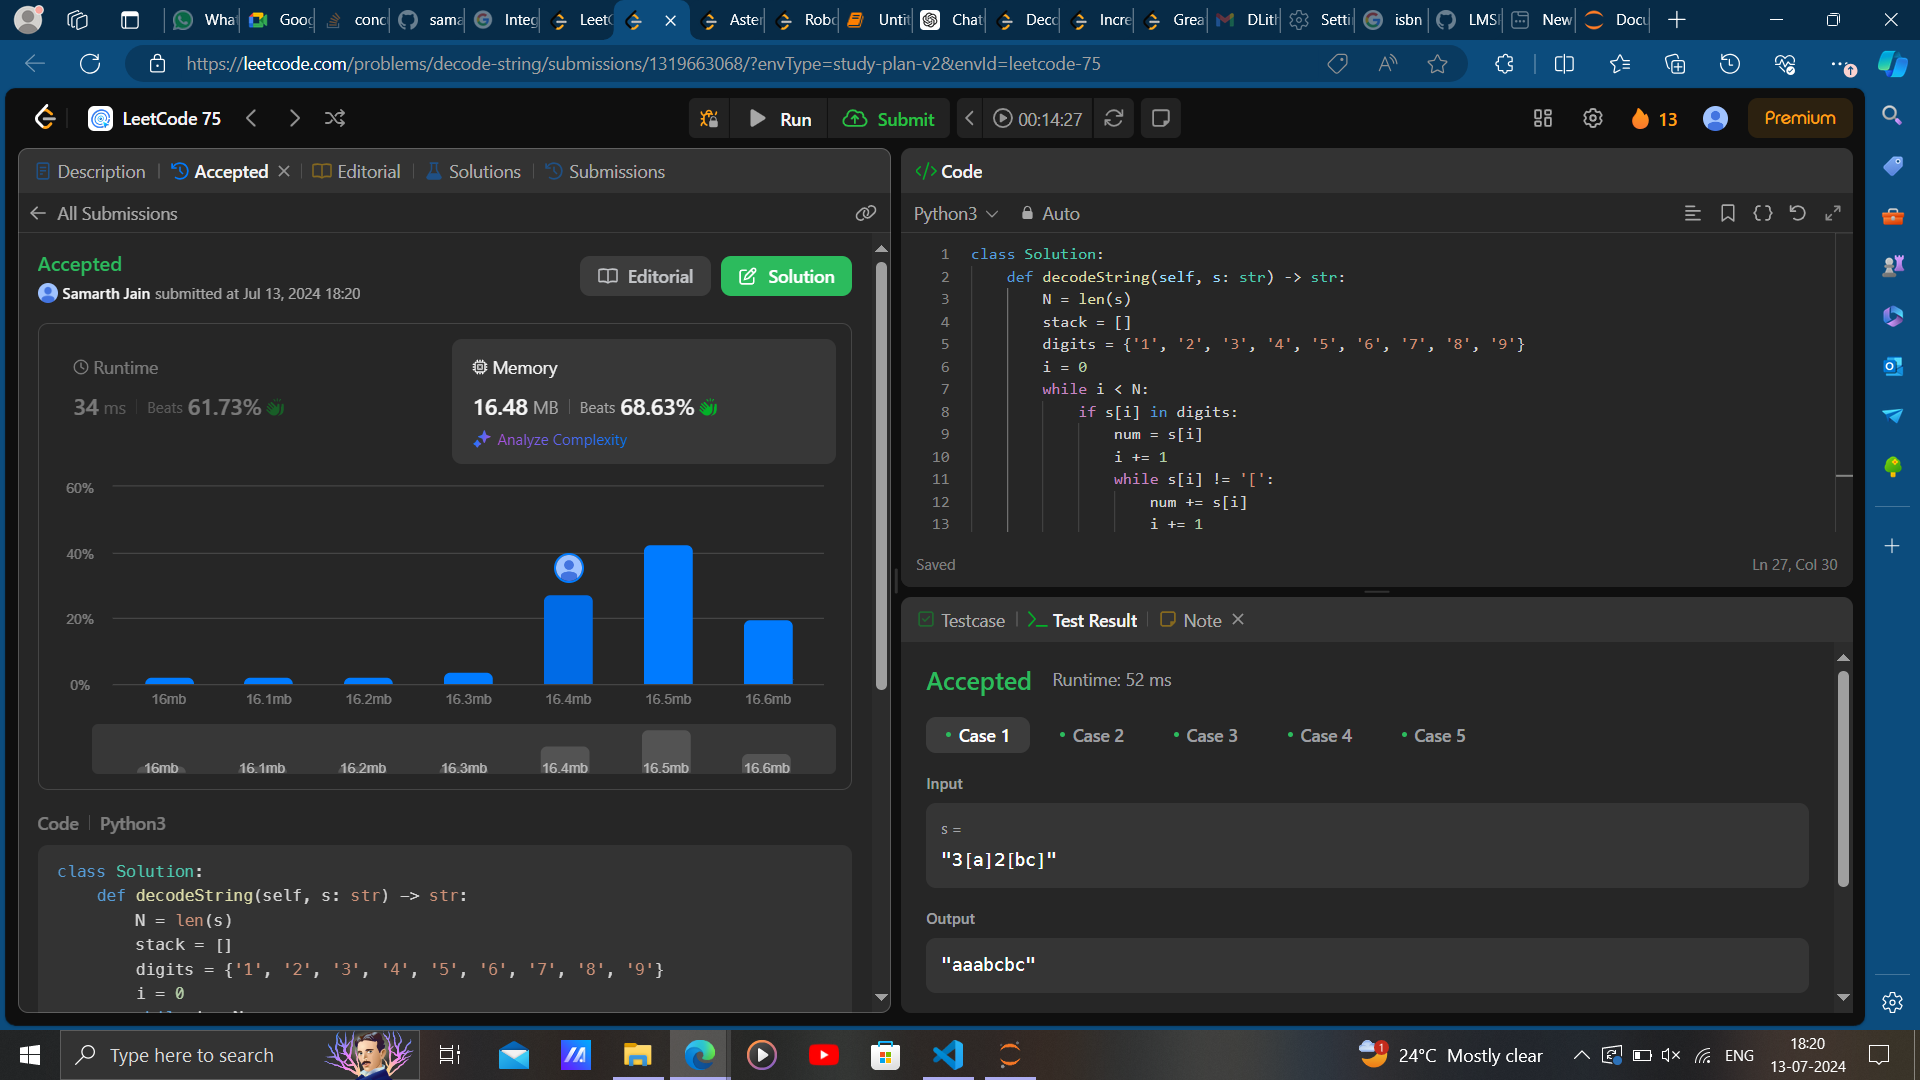 What
Goog
conc
sama
Integ
Leet
Aster
Robo
Untit
Chat
Deco
Incre
Grea
DLith
Settin
isbn
LMS
New
Docu
https://leetcode.com/problems/decode-string/submissions/1319663068/?envType=study-plan-v2&envId=leetcode-75
LeetCode 75
Run
Submit
00:14:27
13
Premium
Description
Accepted
Editorial
Solutions
Submissions
All Submissions
Accepted
Samarth Jain submitted at Jul 13, 2024 18:20
Editorial
Solution
Runtime
34 ms
Beats 61.73%
Memory
16.48 MB
Beats 68.63%
Analyze Complexity
60%
40%
20%
0%
16mb 16.1mb 16.2mb 16.3mb 16.4mb 16.5mb 16.6mb
16mb 16.1mb 16.2mb 16.3mb 16.4mb 16.5mb 16.6mb
Code
Python3
class Solution:
def decodeString(self, s: str) -> str:
N = len(s)
stack = []
digits = {'1', '2', '3', '4', '5', '6', '7', '8', '9'}
i = 0
</> Code
Python3
Auto
1 class Solution:
2 def decodeString(self, s: str) -> str:
3 N = len(s)
4 stack = []
5 digits = {'1', '2', '3', '4', '5', '6', '7', '8', '9'}
6 i = 0
7 while i < N:
8 if s[i] in digits:
9 num = s[i]
10 i += 1
11 while s[i] != '[':
12 num += s[i]
13 i += 1
Saved
Ln 27, Col 30
Testcase
Test Result
Note
Accepted
Runtime: 52 ms
Case 1
Case 2
Case 3
Case 4
Case 5
Input
s =
"3[a]2[bc]"
Output
"aaabcbc"
Type here to search
1
24°C Mostly clear
ENG
18:20
13-07-2024